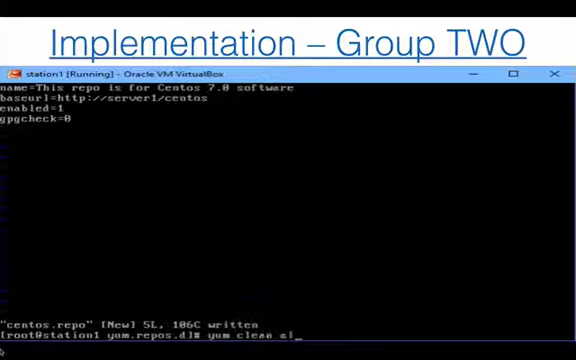 Implementation – Group TWO
station1 [Running] - Oracle VM VirtualBox
name=This repo is for Centos 7.0 software
baseurl=http://server1/centos
enabled=1
gpgcheck=0
"centos.repo" [New] 5L, 106C written
[root@station1 yum.repos.d]# yum clean al_